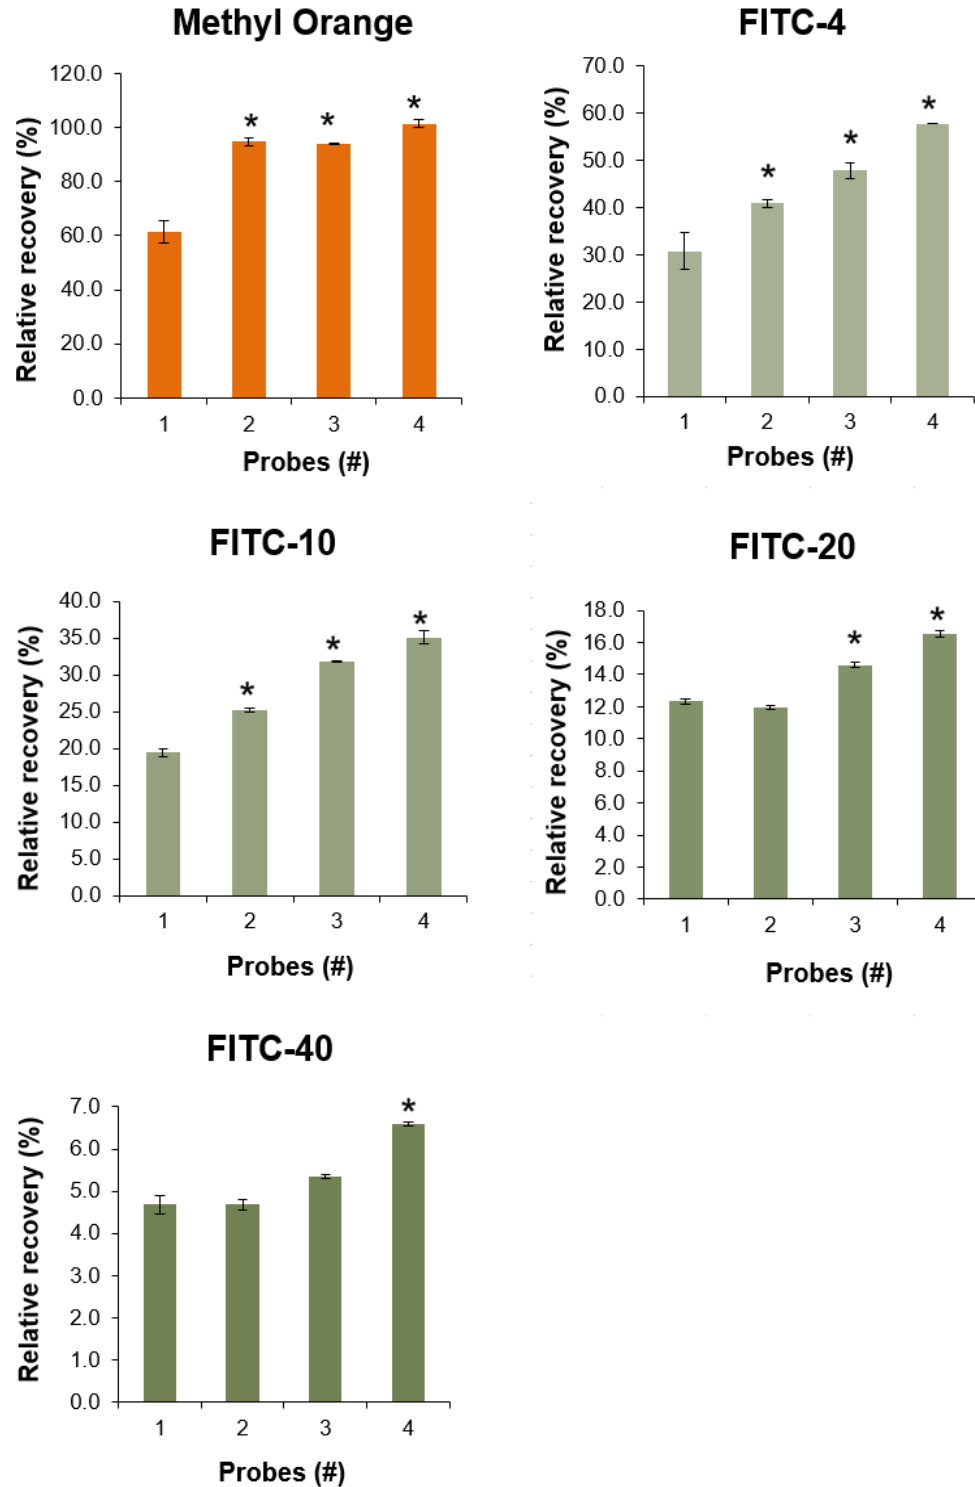 Methyl Orange
Relative recovery (%)
120.0
100.0
80.0
60.0
40.0
20.0
0.0
* * *
1 2 3 4
Probes (#)
FITC-4
Relative recovery (%)
70.0
60.0
50.0
40.0
30.0
20.0
10.0
0.0
* * *
1 2 3 4
Probes (#)
FITC-10
Relative recovery (%)
40.0
35.0
30.0
25.0
20.0
15.0
10.0
5.0
0.0
* * *
1 2 3 4
Probes (#)
FITC-20
Relative recovery (%)
18.0
16.0
14.0
12.0
10.0
8.0
6.0
4.0
2.0
0.0
* *
1 2 3 4
Probes (#)
FITC-40
Relative recovery (%)
7.0
6.0
5.0
4.0
3.0
2.0
1.0
0.0
*
1 2 3 4
Probes (#)